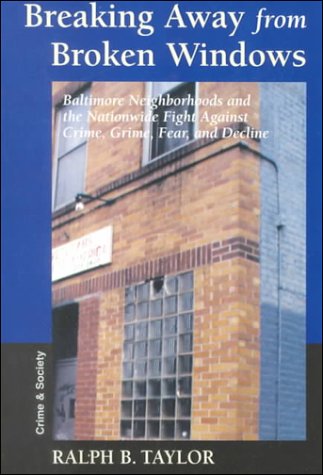 Breaking Away from
Broken Windows
Baltimore Neighborhoods and
the Nationwide Fight Against
Crime, Grime, Fear, and Decline
Crime & Society
RALPH B. TAYLOR